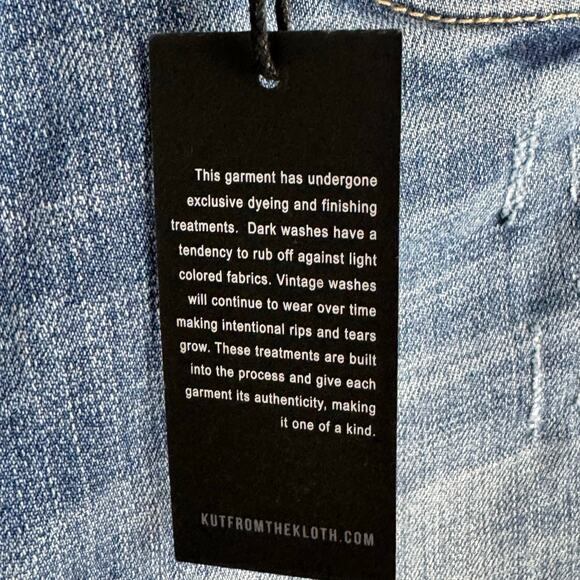 This garment has undergone
exclusive dyeing and finishing
treatments. Dark washes have a
tendency to rub off against light
colored fabrics. Vintage washes
will continue to wear over time
making intentional rips and tears
grow. These treatments are built
into the process and give each
garment its authenticity, making
it one of a kind.
KUTFROMTHEKLOTH.COM